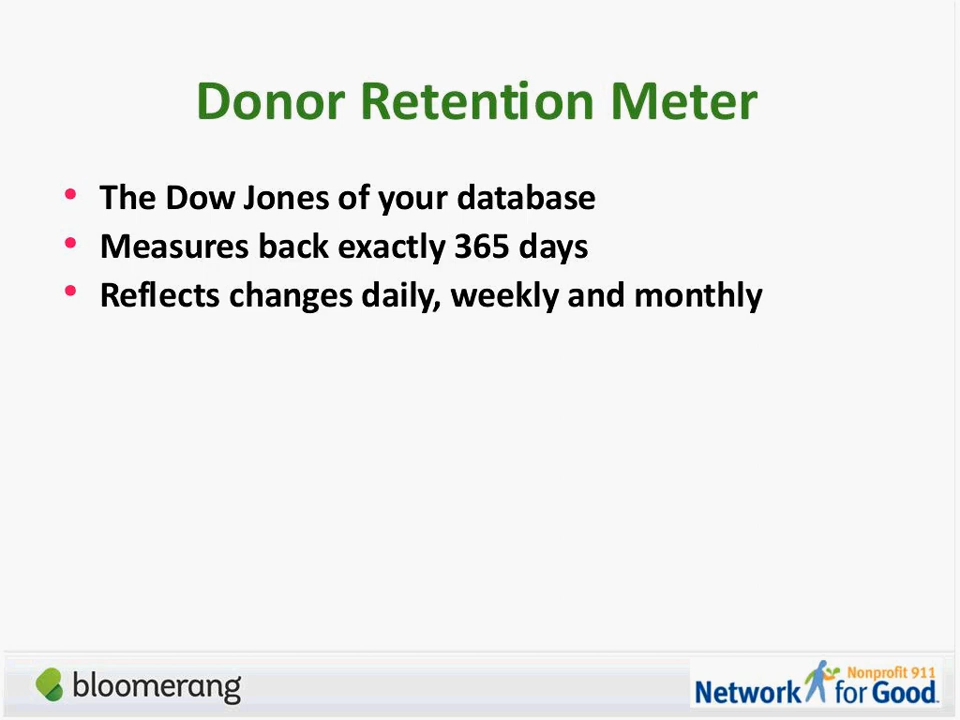 Donor Retention Meter
• The Dow Jones of your database
• Measures back exactly 365 days
• Reflects changes daily, weekly and monthly
bloomerang
Nonprofit 911
Network for Good.